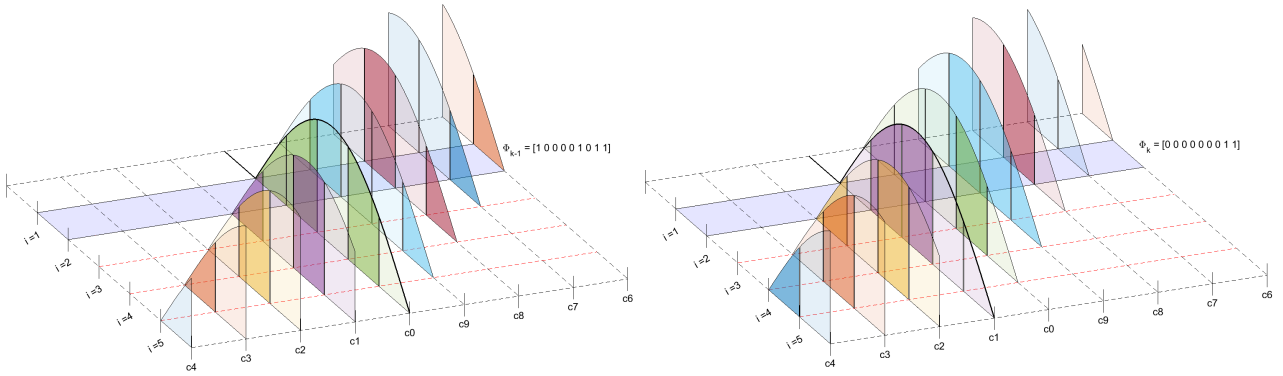 Φk-1 = [1 0 0 0 0 1 0 1 1]
i =1
i =2
i =3
i =4
i =5
c4
c3
c2
c1
c0
c9
c8
c7
c6
Φk = [0 0 0 0 0 0 0 1 1]
i =1
i =2
i =3
i =4
i =5
c4
c3
c2
c1
c0
c9
c8
c7
c6